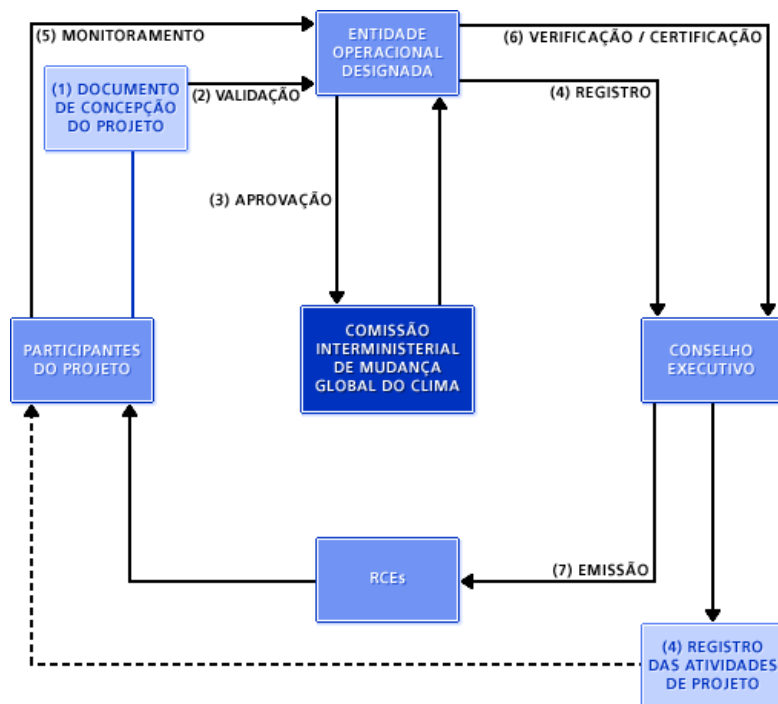 (5) MONITORAMENTO
ENTIDADE
OPERACIONAL
DESIGNADA
(6) VERIFICAÇÃO / CERTIFICAÇÃO
(1) DOCUMENTO
DE CONCEPÇÃO
DO PROJETO
(2) VALIDAÇÃO
(4) REGISTRO
(3) APROVAÇÃO
PARTICIPANTES
DO PROJETO
COMISSÃO
INTERMINISTERIAL
DE MUDANÇA
GLOBAL DO CLIMA
CONSELHO
EXECUTIVO
RCEs
(7) EMISSÃO
(4) REGISTRO
DAS ATIVIDADES
DE PROJETO